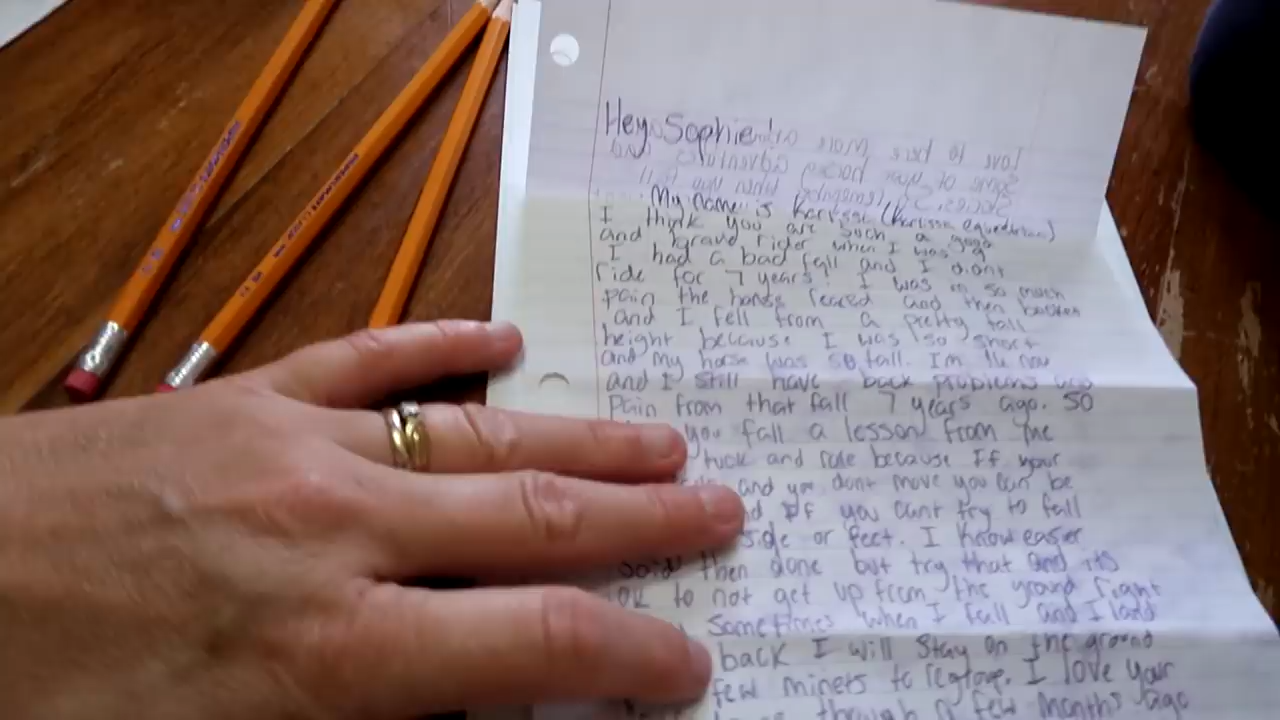 Hey Sophie!
My name is Karissa (Karissa equestrian)
I think you are such a good
and brave rider when I was 9
I had a bad fall and I didnt
ride for 7 years. I was in so much
pain the horse reared and then bucked
and I fell from a pretty tall
height because I was so short
and my horse was so tall. I'm 16 now
and I still have back problems and
Pain from that fall 7 years ago. SO
you fall a lesson from me
tuck and role because If your
and you dont move you can be
If you cant try to fall
side or feet. I know easier
said then done but try that and its
OK to not get up from the ground right
Sometimes when I fall and I land
back I will Stay on the ground
few minets to regroup. I love your
through a few months ago